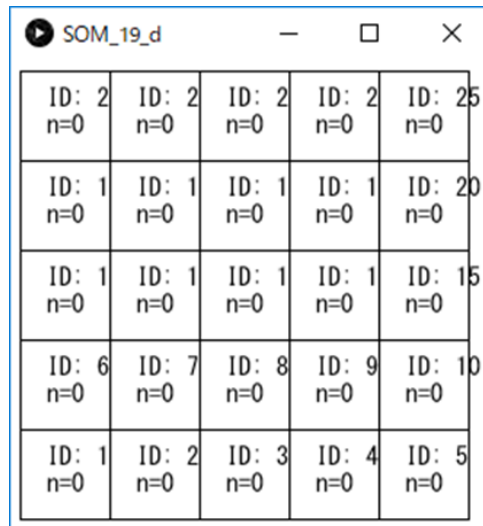 SOM_19_d
ID: 2 ID: 2 ID: 2 ID: 2 ID: 25
n=0 n=0 n=0 n=0 n=0
ID: 1 ID: 1 ID: 1 ID: 1 ID: 20
n=0 n=0 n=0 n=0 n=0
ID: 1 ID: 1 ID: 1 ID: 1 ID: 15
n=0 n=0 n=0 n=0 n=0
ID: 6 ID: 7 ID: 8 ID: 9 ID: 10
n=0 n=0 n=0 n=0 n=0
ID: 1 ID: 2 ID: 3 ID: 4 ID: 5
n=0 n=0 n=0 n=0 n=0